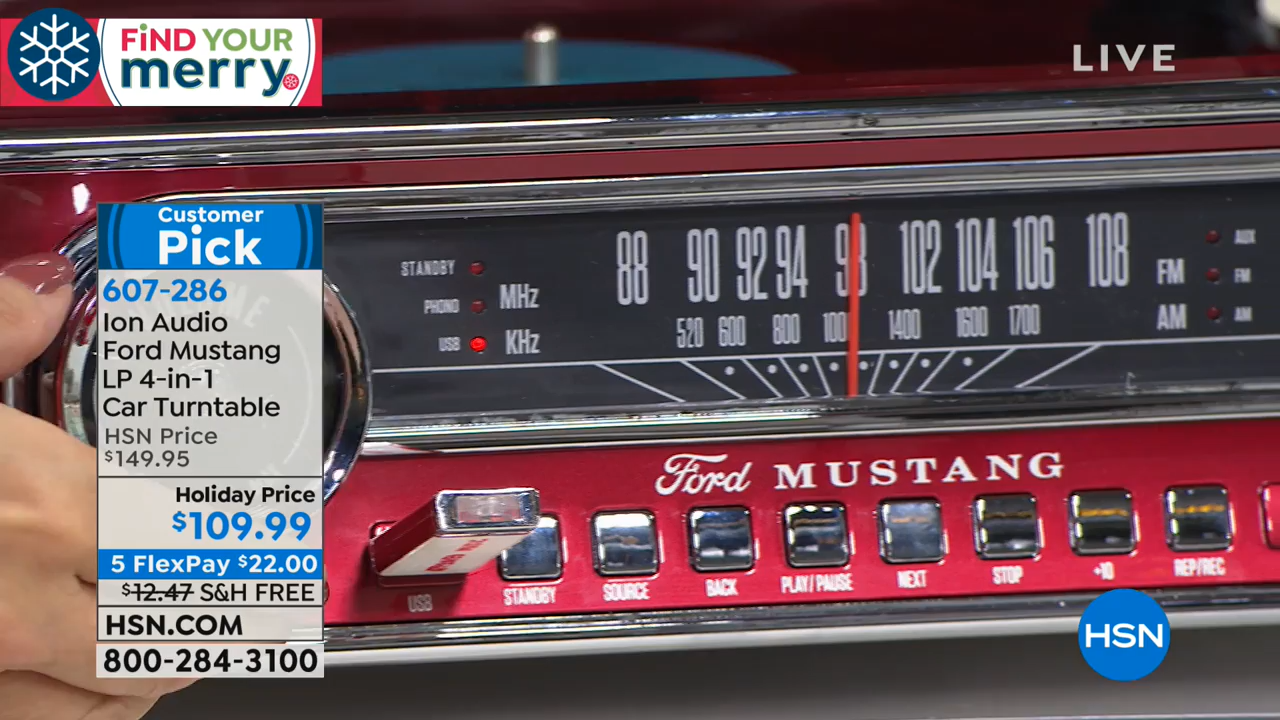 FiND YOUR
merry.
LIVE
Customer
Pick
607-286
Ion Audio
Ford Mustang
LP 4-in-1
Car Turntable
HSN Price
$149.95
Holiday Price
$109.99
5 FlexPay $22.00
$12.47 S&H FREE
HSN.COM
800-284-3100
STANDBY
PHONO
USB
MHz
KHz
88 90 92 94 102 104 106 108
520 600 800 1400 1600 1700
FM
AM
AUX
FM
AM
Ford MUSTANG
USB STANDBY SOURCE BACK PLAY/PAUSE NEXT STOP +10 REP/REC
HSN